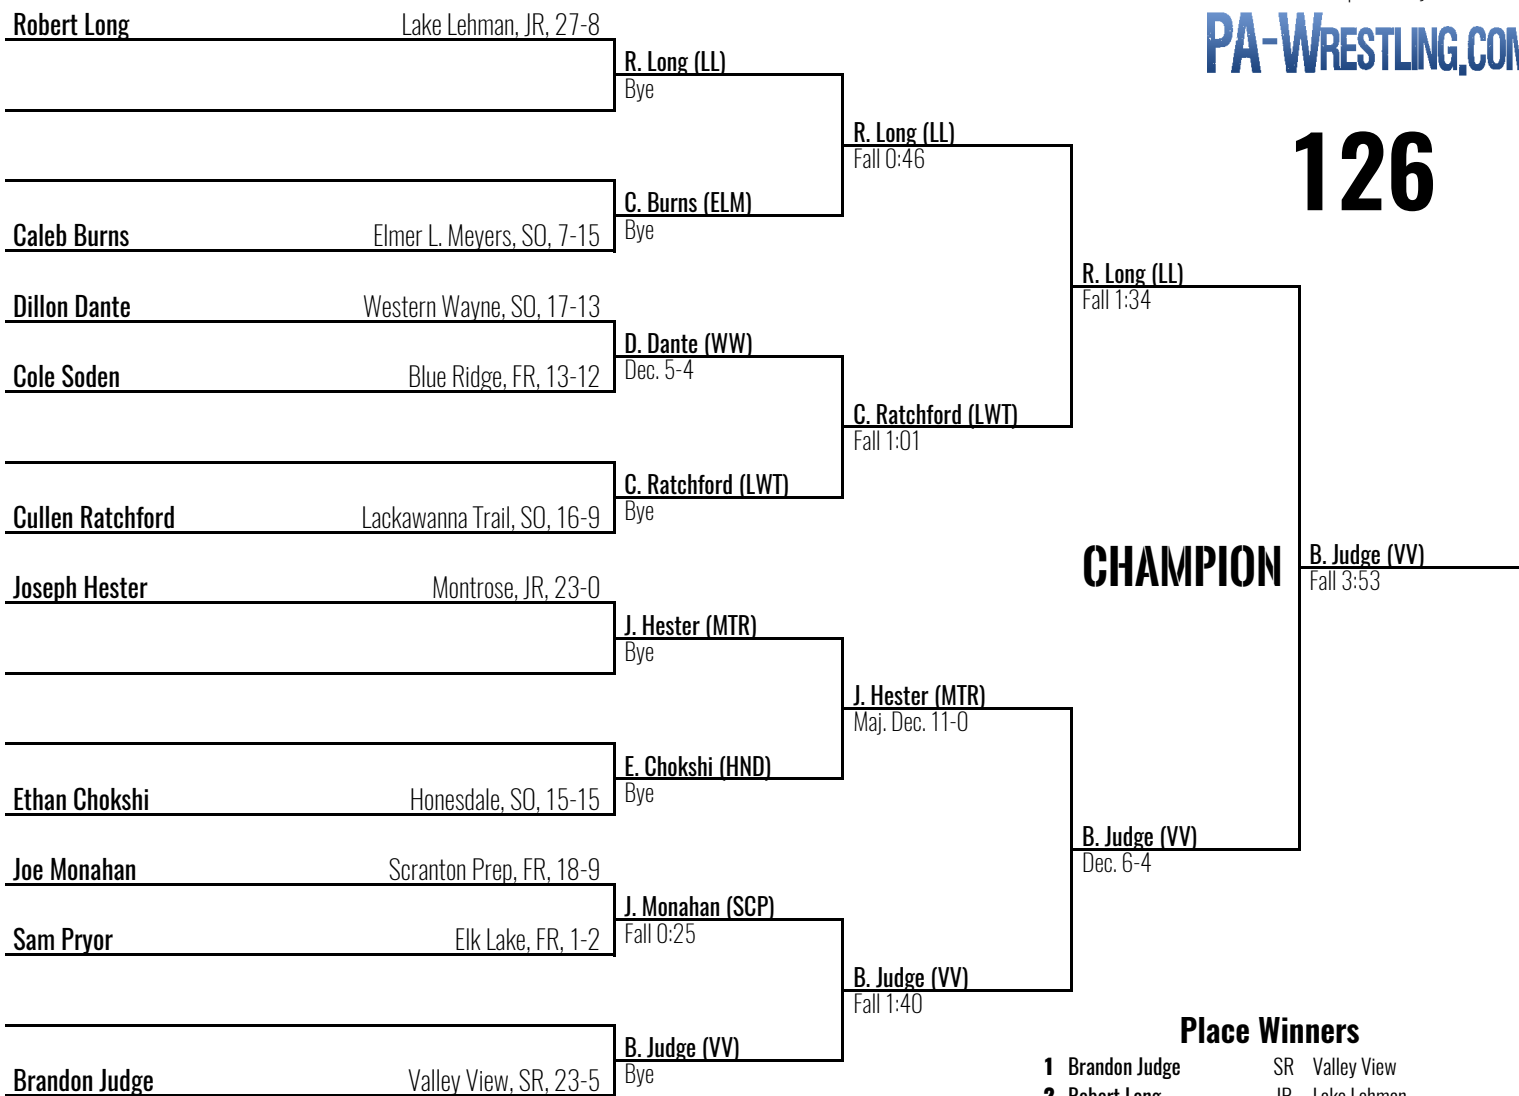 PA-WRESTLING.COM
126
Robert Long Lake Lehman, JR, 27-8
R. Long (LL)
Bye
R. Long (LL)
Fall 0:46
C. Burns (ELM)
Bye
Caleb Burns Elmer L. Meyers, SO, 7-15
R. Long (LL)
Fall 1:34
Dillon Dante Western Wayne, SO, 17-13
D. Dante (WW)
Dec. 5-4
Cole Soden Blue Ridge, FR, 13-12
C. Ratchford (LWT)
Fall 1:01
C. Ratchford (LWT)
Bye
Cullen Ratchford Lackawanna Trail, SO, 16-9
CHAMPION
B. Judge (VV)
Fall 3:53
Joseph Hester Montrose, JR, 23-0
J. Hester (MTR)
Bye
J. Hester (MTR)
Maj. Dec. 11-0
E. Chokshi (HND)
Bye
Ethan Chokshi Honesdale, SO, 15-15
B. Judge (VV)
Dec. 6-4
Joe Monahan Scranton Prep, FR, 18-9
J. Monahan (SCP)
Fall 0:25
Sam Pryor Elk Lake, FR, 1-2
B. Judge (VV)
Fall 1:40
B. Judge (VV)
Bye
Brandon Judge Valley View, SR, 23-5
Place Winners
1 Brandon Judge SR Valley View
2 Robert Long JR Lake Lehman